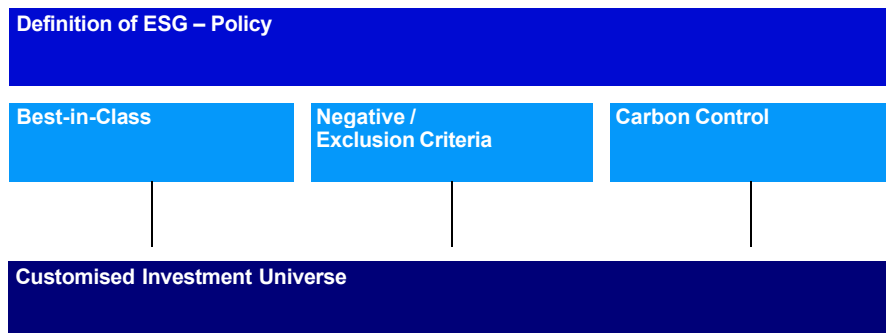 Definition of ESG – Policy
Best-in-Class
Negative /
Exclusion Criteria
Carbon Control
Customised Investment Universe